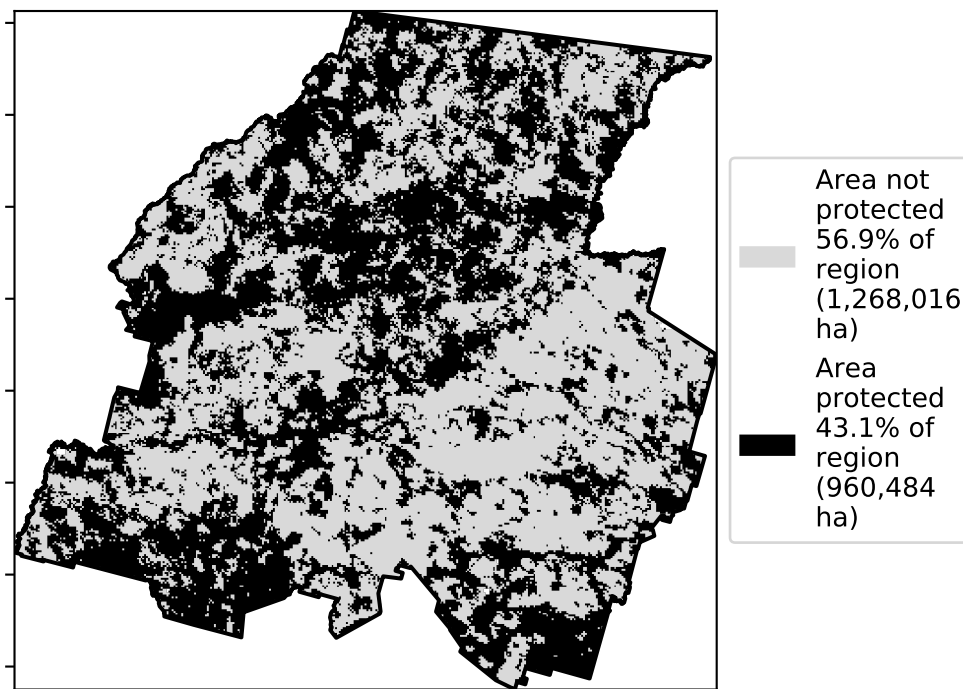 Area not
protected
56.9% of
region
(1,268,016
ha)
Area
protected
43.1% of
region
(960,484
ha)